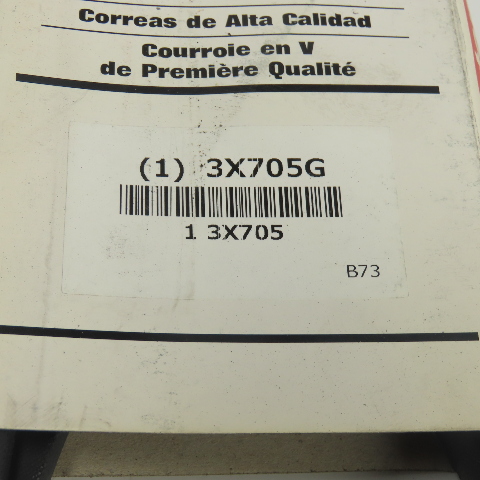 Correas de Alta Calidad
Courroie en V
de Première Qualité
(1) 3X705G
1 3X705
B73